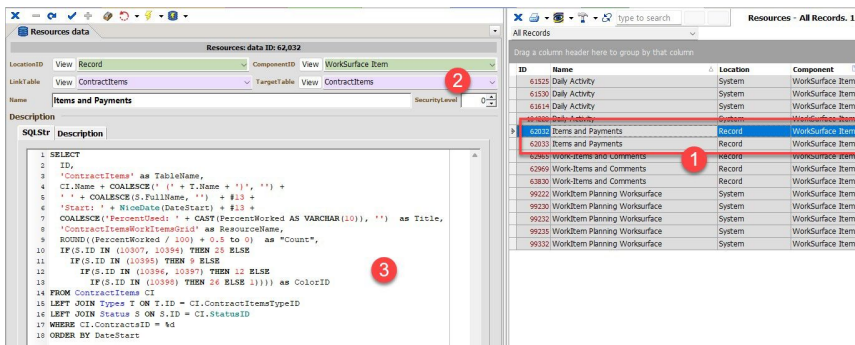 type to search
Resources - All Records. 1
Resources data
All Records
Resources: data ID: 62,032
Drag a column header here to group by that column
LocationID View Record ComponentID View WorkSurface Item
LinkTable View ContractItems TargetTable View ContractItems
2
Name Items and Payments SecurityLevel 0
Description
SQLStr Description
1 SELECT
2 ID,
3 'ContractItems' as TableName,
4 CI.Name + COALESCE(' (' + T.Name + ')', '') +
5 ' ' + COALESCE(S.FullName, '') + #13 +
6 'Start: ' + NiceDate(DateStart) + #13 +
7 COALESCE('PercentUsed: ' + CAST(PercentWorked AS VARCHAR(10)), '') as Title,
8 'ContractItemsWorkItemsGrid' as ResourceName,
9 ROUND((PercentWorked / 100) + 0.5 to 0) as "Count",
10 IF(S.ID IN (10307, 10394) THEN 25 ELSE
11 IF(S.ID IN (10395) THEN 9 ELSE
12 IF(S.ID IN (10396, 10397) THEN 12 ELSE
13 IF(S.ID IN (10398) THEN 26 ELSE 1)))) as ColorID
14 FROM ContractItems CI
15 LEFT JOIN Types T ON T.ID = CI.ContractItemsTypeID
16 LEFT JOIN Status S ON S.ID = CI.StatusID
17 WHERE CI.ContractsID = %d
18 ORDER BY DateStart
3
ID Name Location Component
61525 Daily Activity System WorkSurface Item
61530 Daily Activity System WorkSurface Item
61614 Daily Activity System WorkSurface Item
Daily Activity System WorkSurface Item
62032 Items and Payments Record WorkSurface Item
62033 Items and Payments Record WorkSurface Item
62965 Work-Items and Comments Record WorkSurface Item
1
62969 Work-Items and Comments Record WorkSurface Item
63830 Work-Items and Comments Record WorkSurface Item
99222 WorkItem Planning Worksurface System WorkSurface Item
99230 WorkItem Planning Worksurface System WorkSurface Item
99232 WorkItem Planning Worksurface System WorkSurface Item
99235 WorkItem Planning Worksurface System WorkSurface Item
99332 WorkItem Planning Worksurface System WorkSurface Item